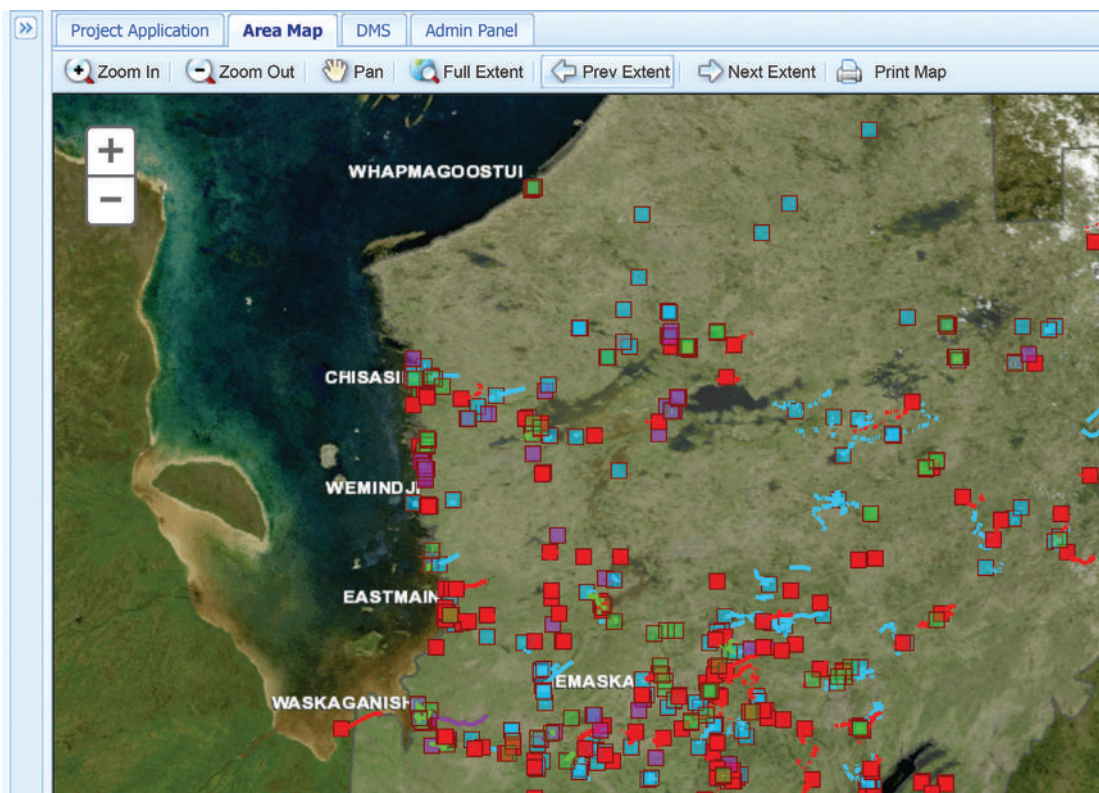 Project Application Area Map DMS Admin Panel
Zoom In Zoom Out Pan Full Extent Prev Extent Next Extent Print Map
+
−
WHAPMAGOOSTUI
CHISASI
WEMINDJI
EASTMAIN
EMASKA
WASKAGANISH